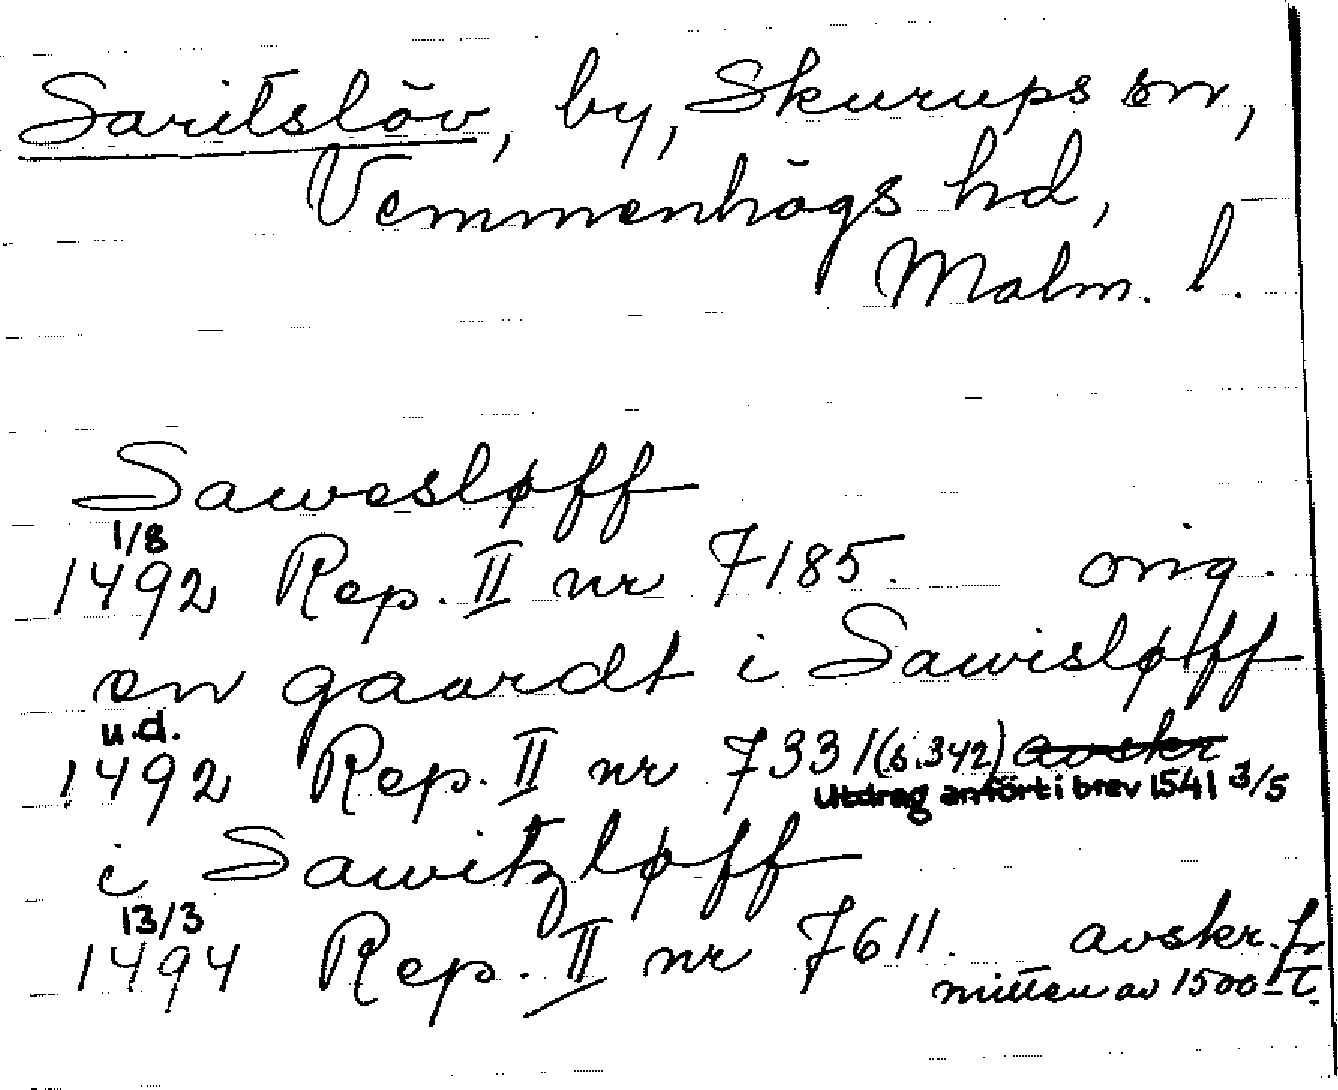 Saritslöv, by, Skurups sn,
Vemmenhögs hd,
Malm. l.
Sawesløff
1/8
1492 Rep. II nr 7185. orig.
en gaardt i Sawisløff
u.d.
1492 Rep. II nr 7331 (s. 342) avskr
Utdrag anfört i brev 1541 3/5
i Sawitzløff
13/3
1494 Rep. II nr 7611. avskr. fr
mitten av 1500-t.